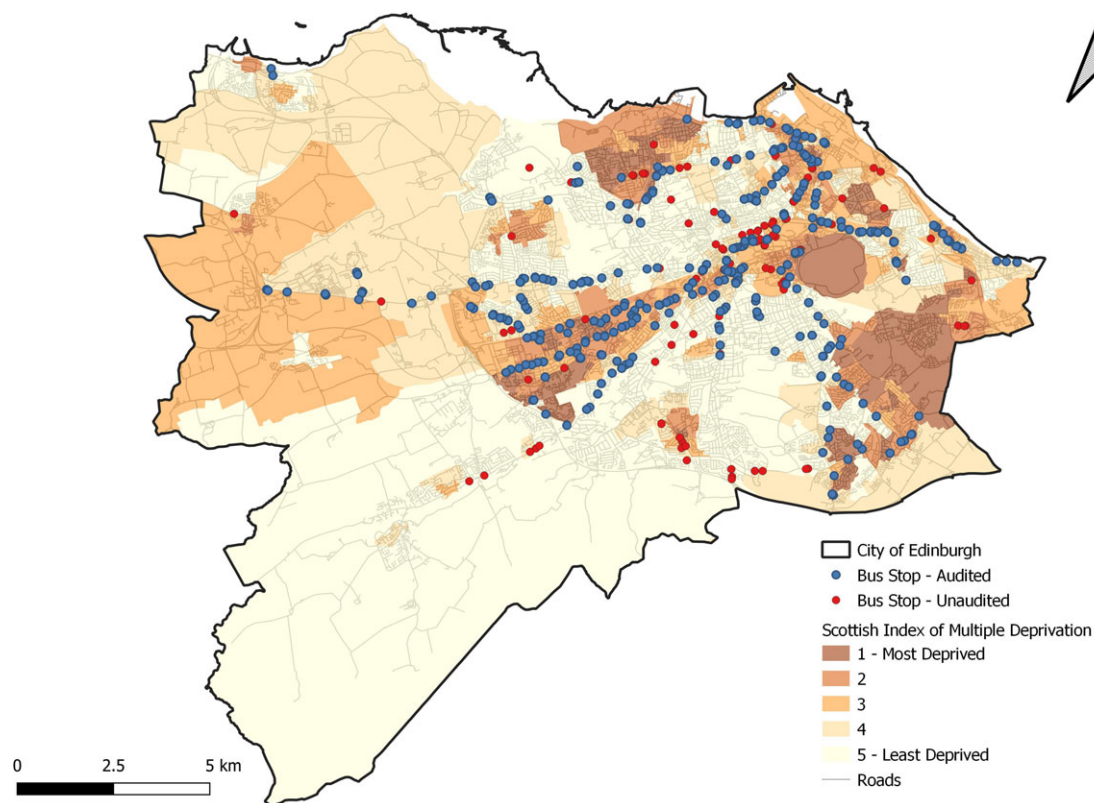 City of Edinburgh
Bus Stop - Audited
Bus Stop - Unaudited
Scottish Index of Multiple Deprivation
1 - Most Deprived
2
3
4
5 - Least Deprived
Roads
0 2.5 5 km